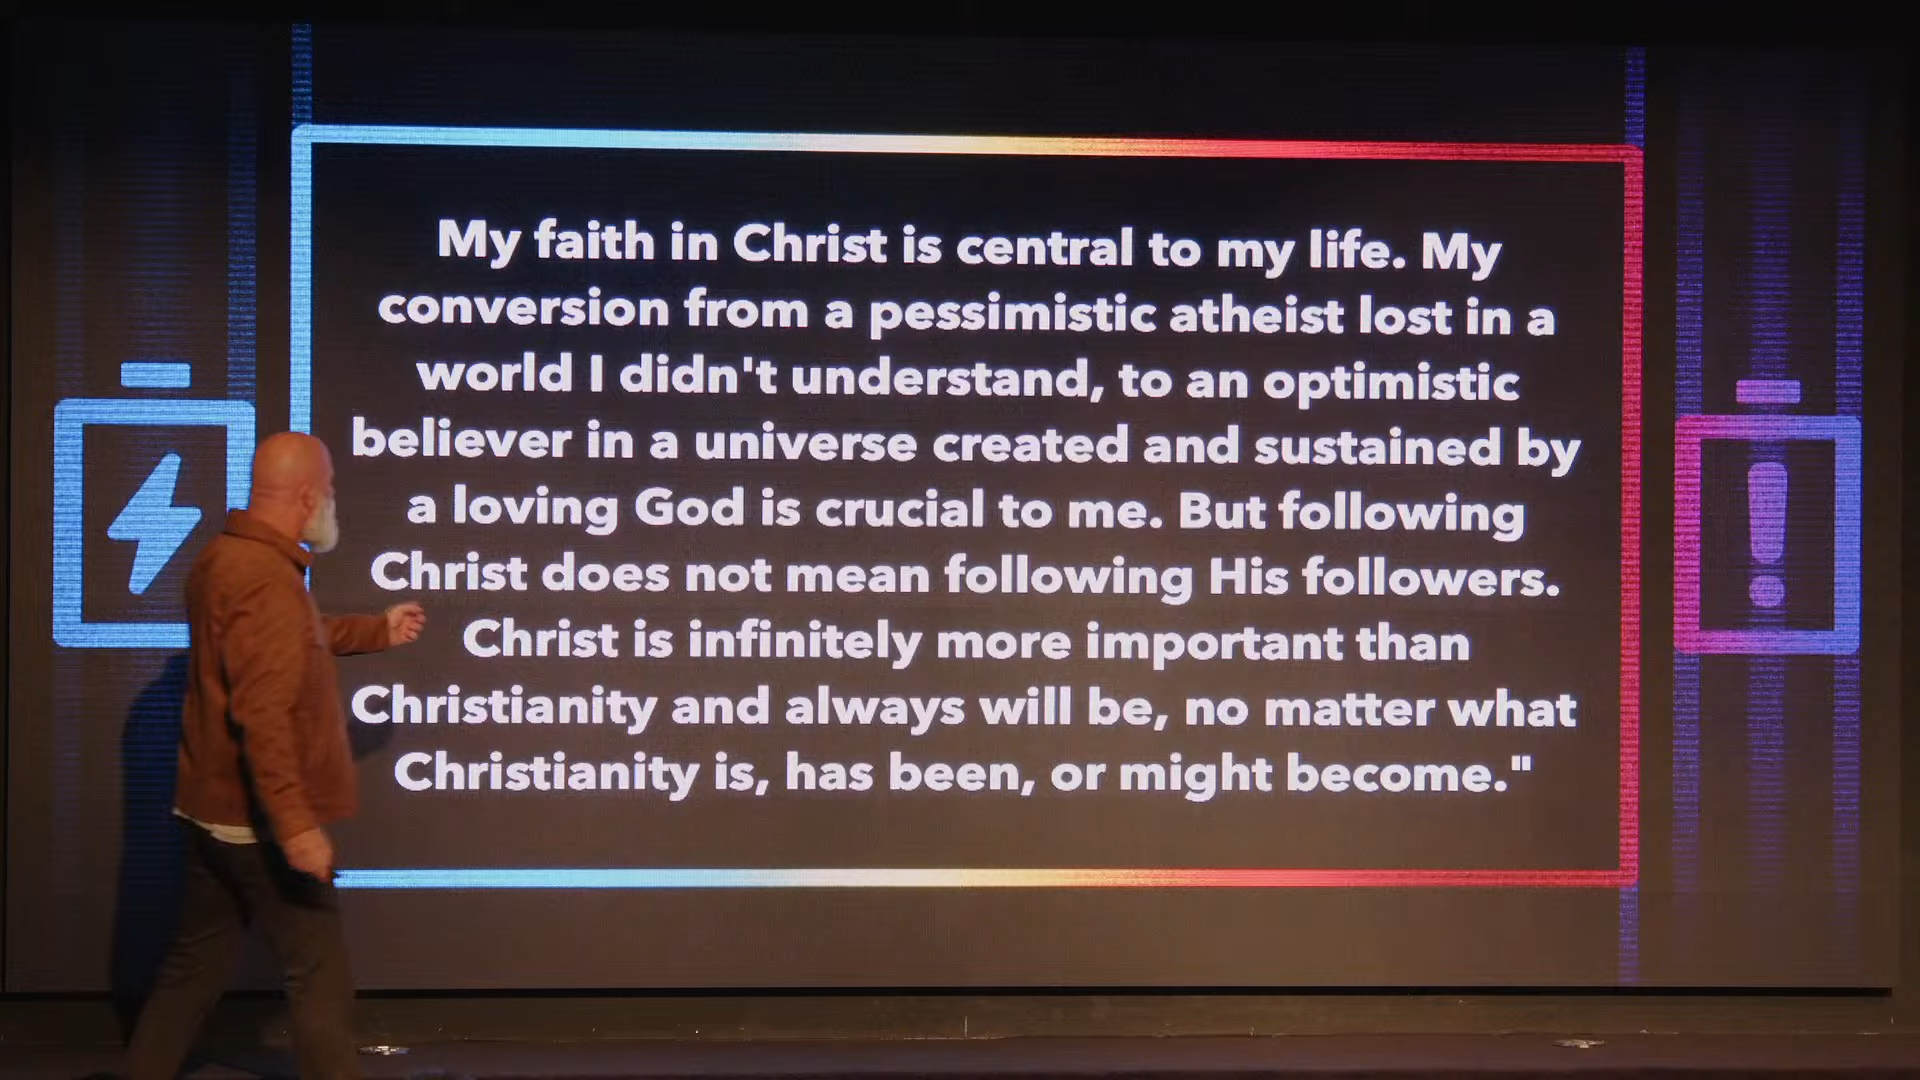 My faith in Christ is central to my life. My
conversion from a pessimistic atheist lost in a
world I didn't understand, to an optimistic
believer in a universe created and sustained by
a loving God is crucial to me. But following
Christ does not mean following His followers.
Christ is infinitely more important than
Christianity and always will be, no matter what
Christianity is, has been, or might become."